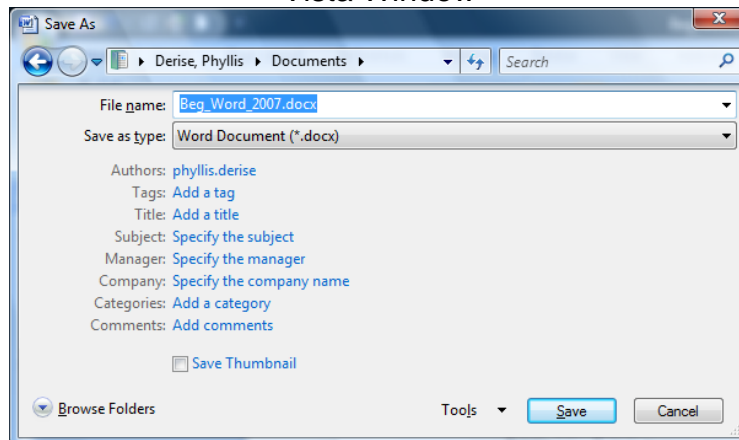 Vista Window
Save As
Derise, Phyllis Documents Search
File name: Beg_Word_2007.docx
Save as type: Word Document (*.docx)
Authors: phyllis.derise
Tags: Add a tag
Title: Add a title
Subject: Specify the subject
Manager: Specify the manager
Company: Specify the company name
Categories: Add a category
Comments: Add comments
Save Thumbnail
Browse Folders Tools Save Cancel